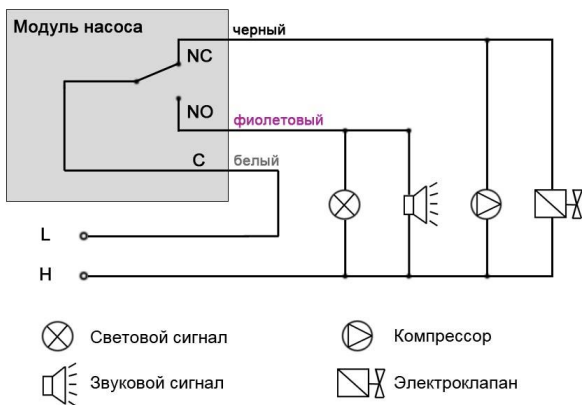 Модуль насоса
черный
NC
NO
фиолетовый
C
белый
L
H
Световой сигнал
Компрессор
Звуковой сигнал
Электроклапан